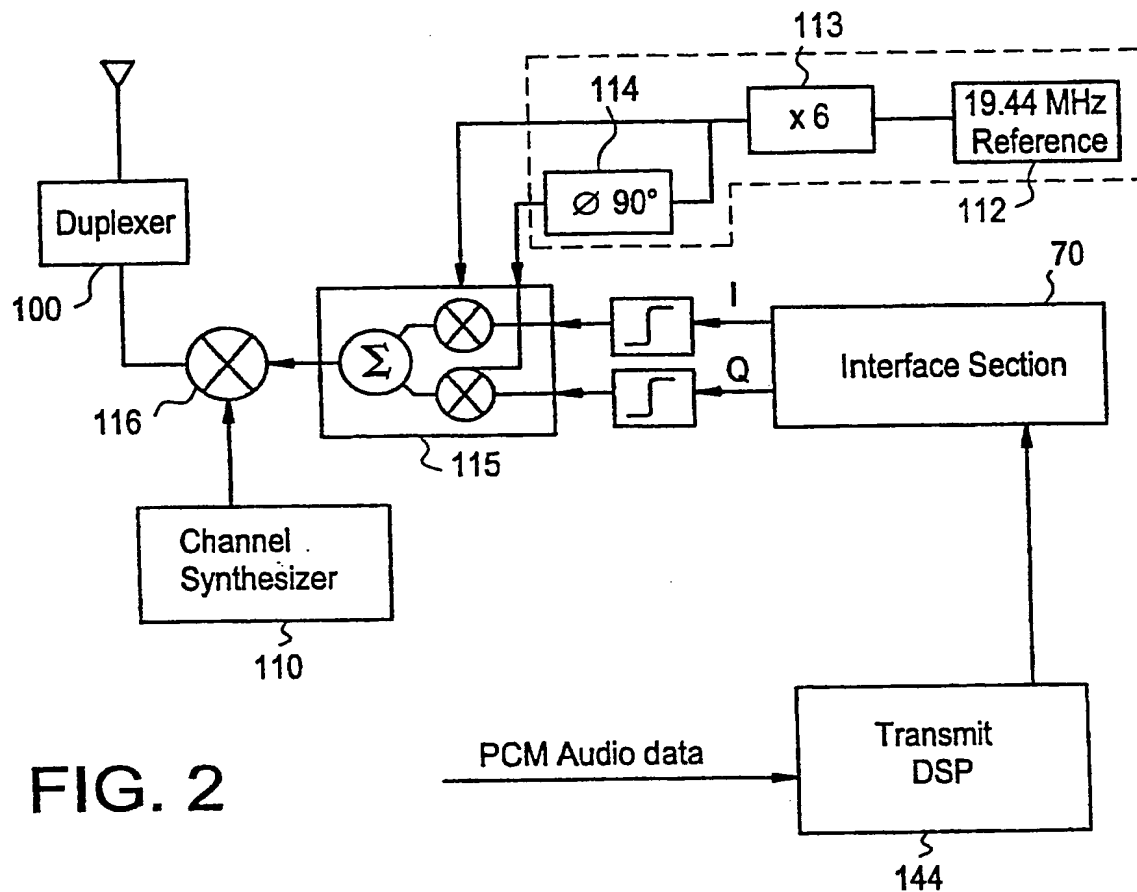 113
114
x 6
19.44 MHz
Reference
Ø 90°
112
Duplexer
100
70
I
Q
Interface Section
Σ
116
115
Channel
Synthesizer
110
PCM Audio data
Transmit
DSP
144
FIG. 2